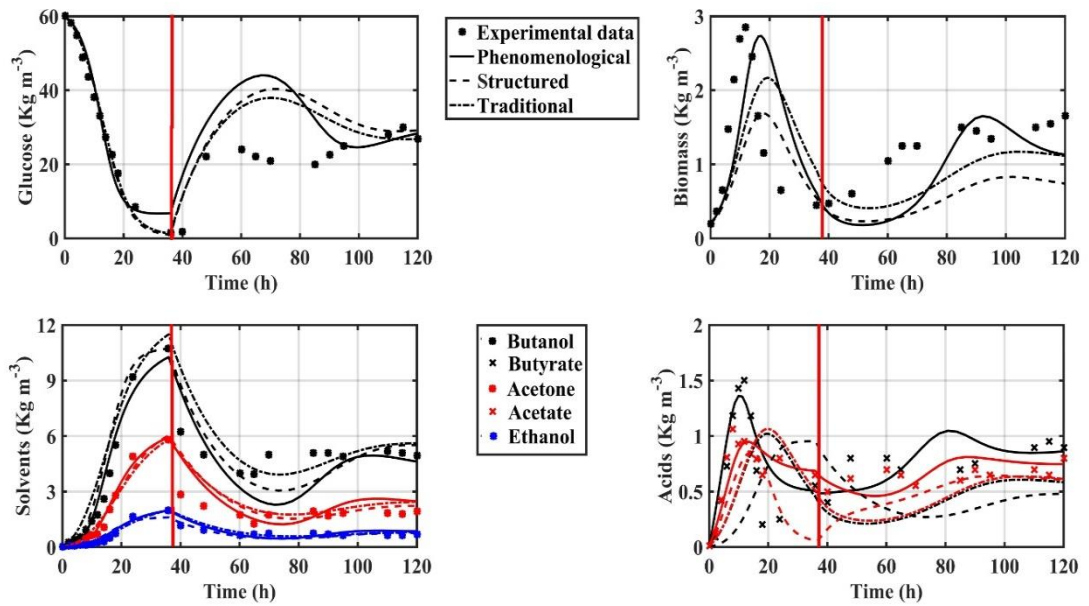 60
40
20
0
Glucose (Kg m-3)
0 20 40 60 80 100 120
Time (h)
Experimental data
Phenomenological
Structured
Traditional
3
2
1
0
Biomass (Kg m-3)
0 20 40 60 80 100 120
Time (h)
12
9
6
3
0
Solvents (Kg m-3)
0 20 40 60 80 100 120
Time (h)
Butanol
Butyrate
Acetone
Acetate
Ethanol
2
1.5
1
0.5
0
Acids (Kg m-3)
0 20 40 60 80 100 120
Time (h)